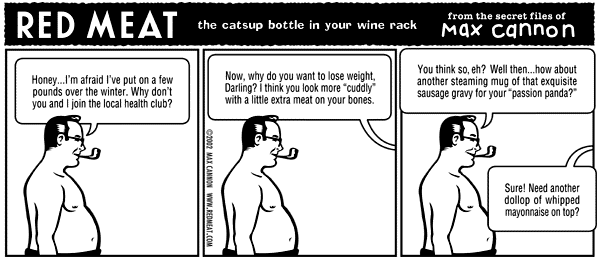 RED MEAT
the catsup bottle in your wine rack
from the secret files of
max cannon
Honey...I'm afraid I've put on a few
pounds over the winter. Why don't
you and I join the local health club?
©2002 MAX CANNON WWW.REDMEAT.COM
Now, why do you want to lose weight,
Darling? I think you look more “cuddly”
with a little extra meat on your bones.
You think so, eh? Well then...how about
another steaming mug of that exquisite
sausage gravy for your “passion panda?”
Sure! Need another
dollop of whipped
mayonnaise on top?